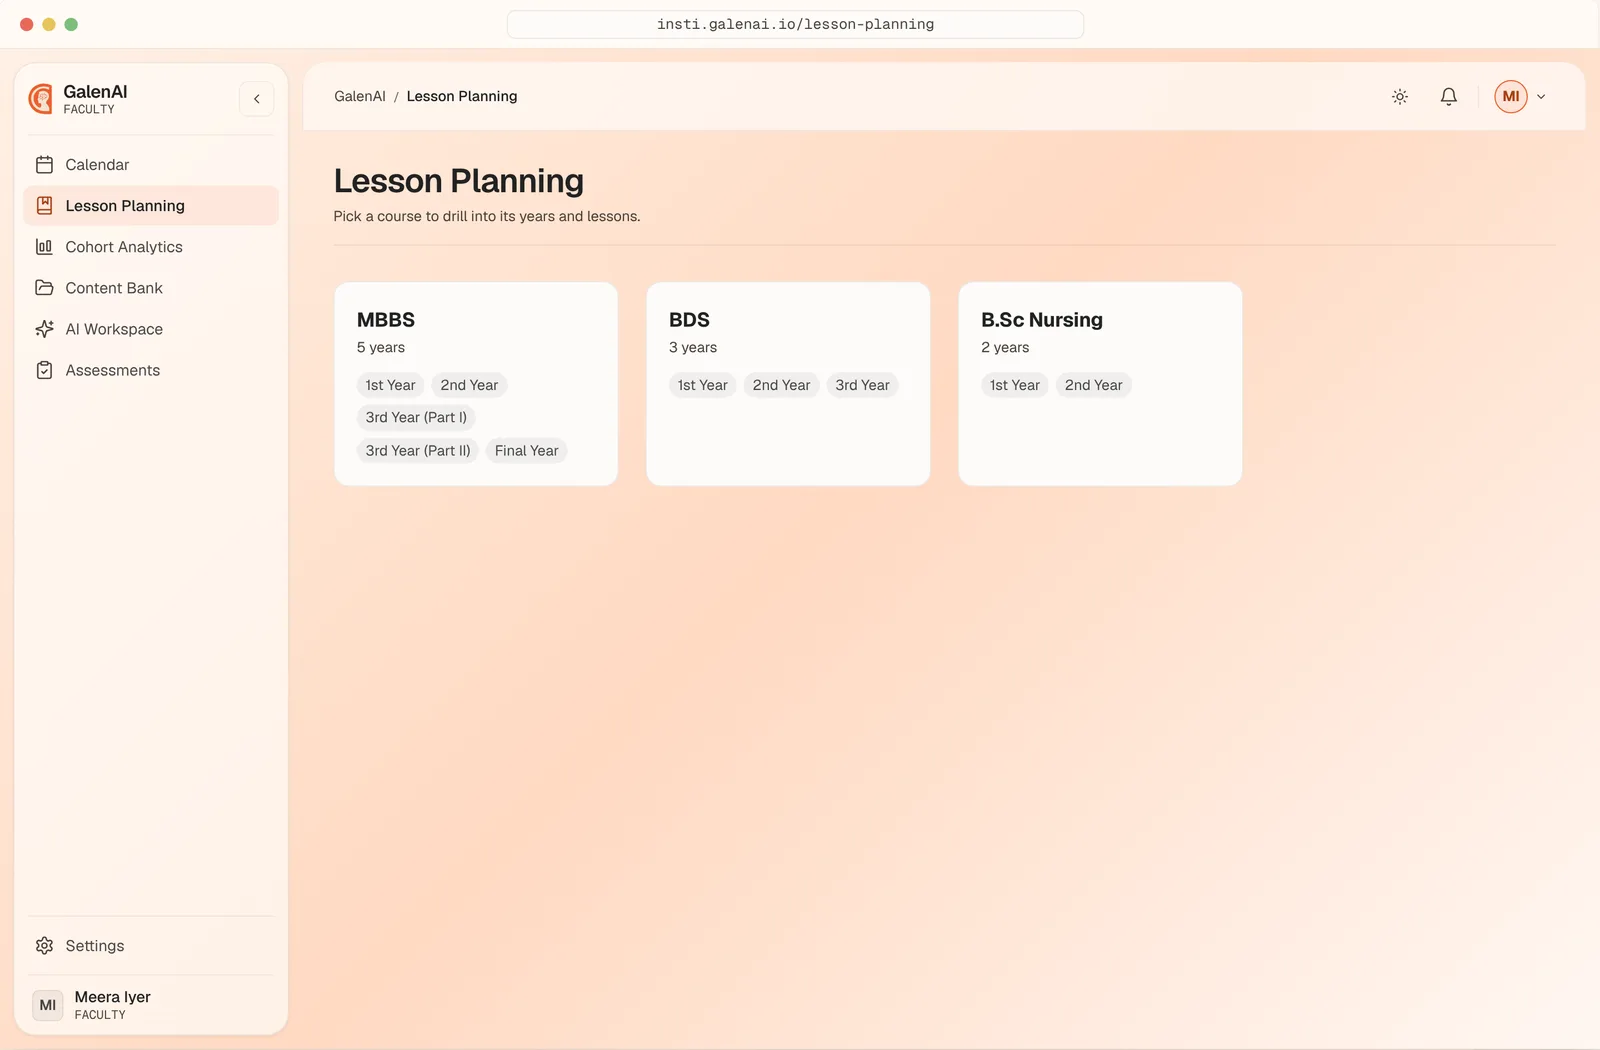 insti.galenai.io/lesson-planning
GalenAI
FACULTY
GalenAI / Lesson Planning
MI
Calendar
Lesson Planning
Cohort Analytics
Content Bank
AI Workspace
Assessments
Lesson Planning
Pick a course to drill into its years and lessons.
MBBS
5 years
1st Year 2nd Year
3rd Year (Part I)
3rd Year (Part II) Final Year
BDS
3 years
1st Year 2nd Year 3rd Year
B.Sc Nursing
2 years
1st Year 2nd Year
Settings
MI
Meera Iyer
FACULTY